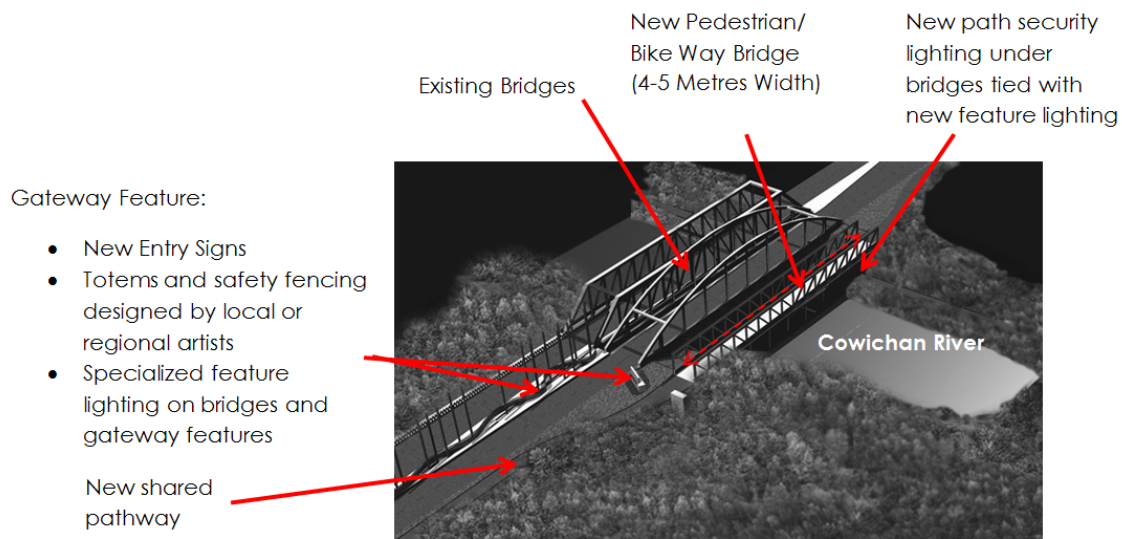 New Pedestrian/
Bike Way Bridge
(4-5 Metres Width)
New path security
lighting under
bridges tied with
new feature lighting
Existing Bridges
Gateway Feature:
• New Entry Signs
• Totems and safety fencing
designed by local or
regional artists
• Specialized feature
lighting on bridges and
gateway features
Cowichan River
New shared
pathway